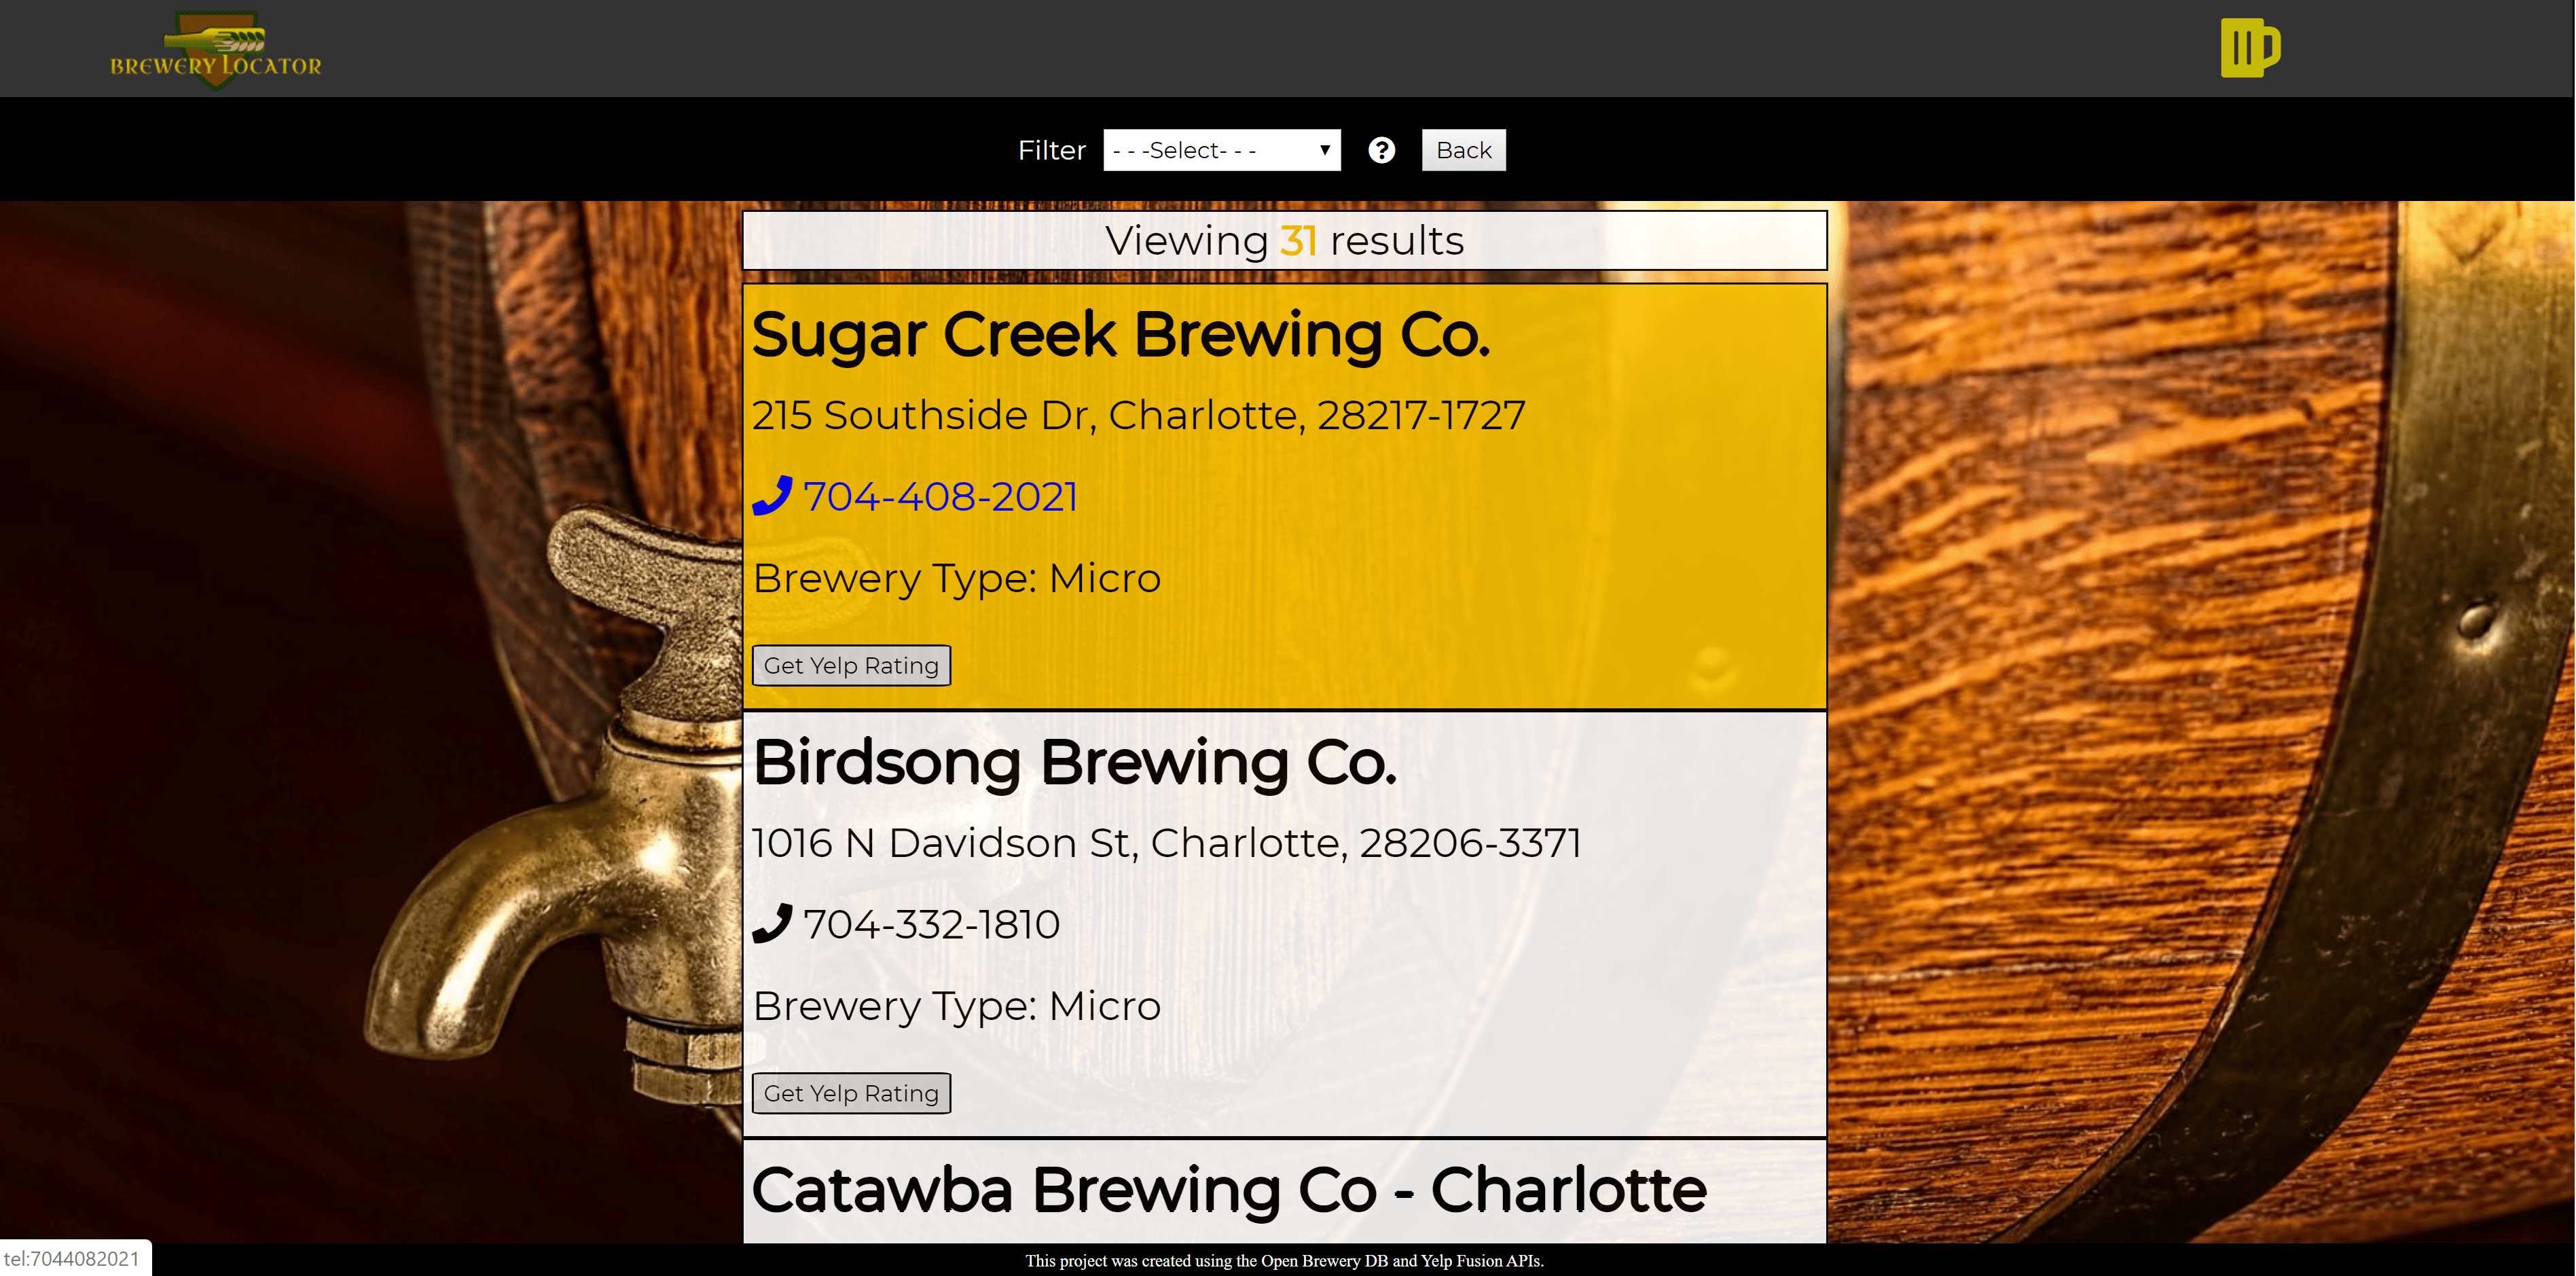 BREWERY LOCATOR
Filter - - -Select- - - Back
Viewing 31 results
Sugar Creek Brewing Co.
215 Southside Dr, Charlotte, 28217-1727
704-408-2021
Brewery Type: Micro
Get Yelp Rating
Birdsong Brewing Co.
1016 N Davidson St, Charlotte, 28206-3371
704-332-1810
Brewery Type: Micro
Get Yelp Rating
Catawba Brewing Co - Charlotte
tel:7044082021
This project was created using the Open Brewery DB and Yelp Fusion APIs.